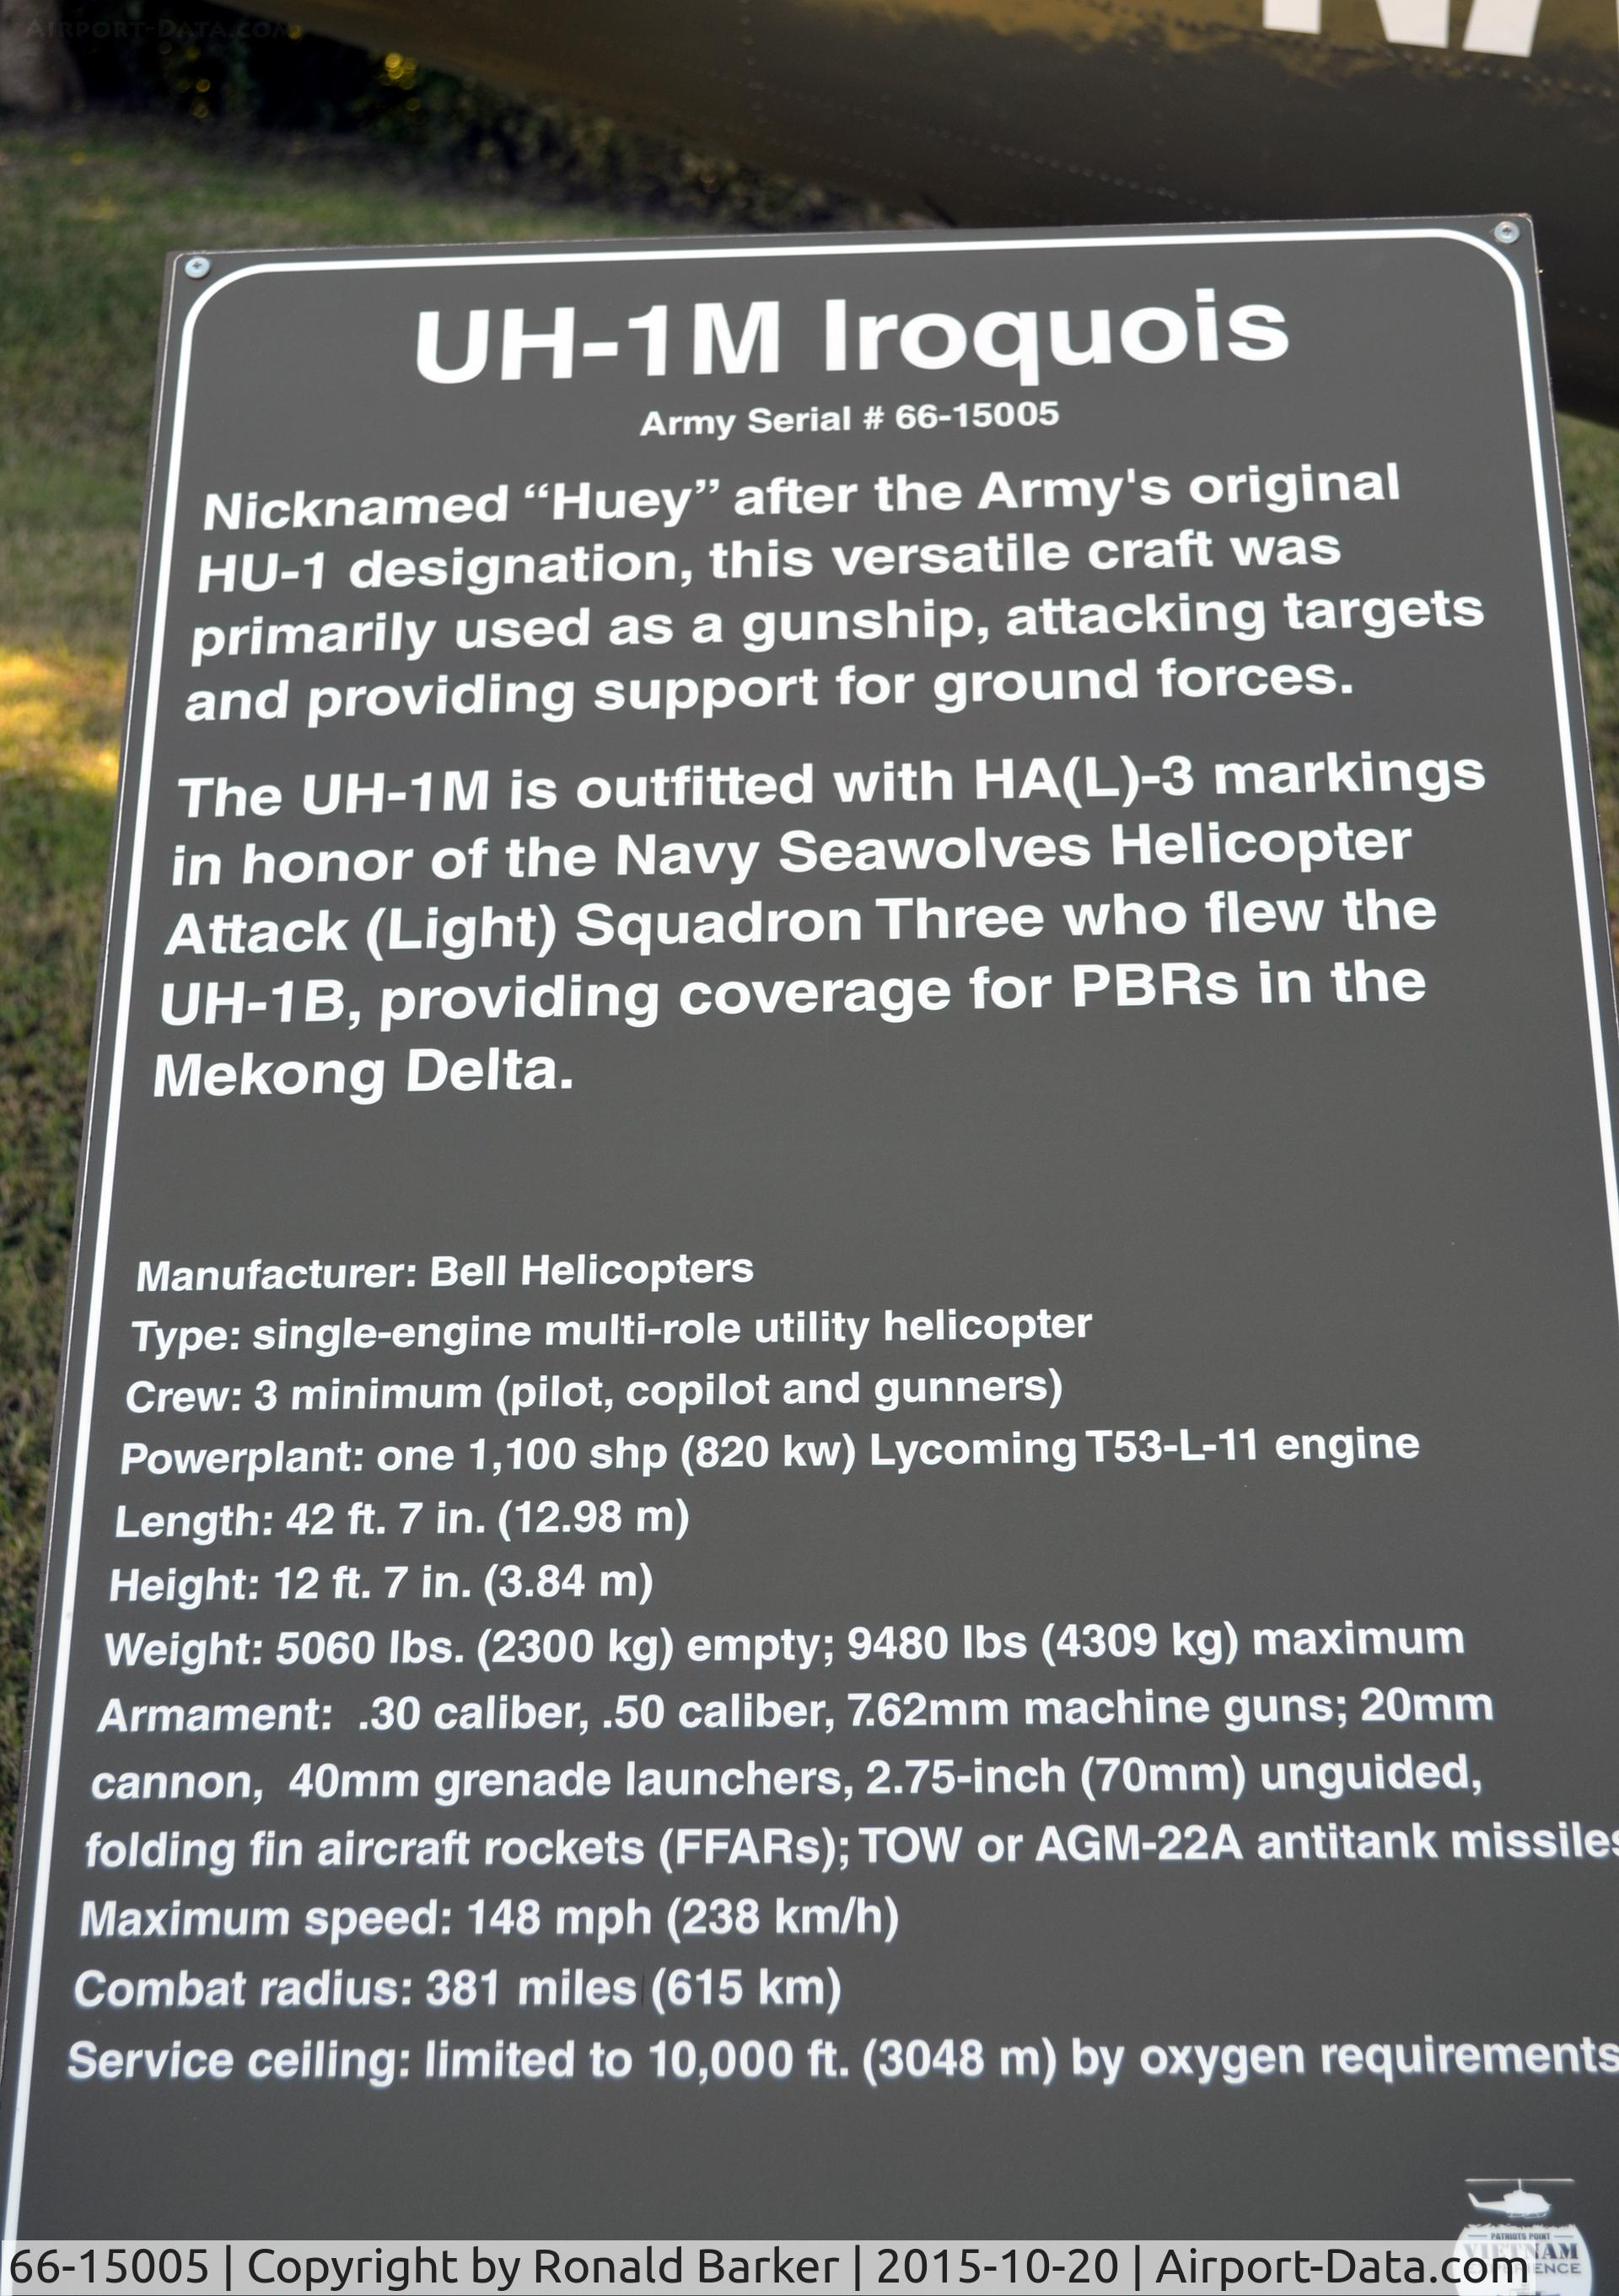 AIRPORT-DATA.COM
UH-1M Iroquois
Army Serial # 66-15005
Nicknamed “Huey” after the Army's original
HU-1 designation, this versatile craft was
primarily used as a gunship, attacking targets
and providing support for ground forces.
The UH-1M is outfitted with HA(L)-3 markings
in honor of the Navy Seawolves Helicopter
Attack (Light) Squadron Three who flew the
UH-1B, providing coverage for PBRs in the
Mekong Delta.
Manufacturer: Bell Helicopters
Type: single-engine multi-role utility helicopter
Crew: 3 minimum (pilot, copilot and gunners)
Powerplant: one 1,100 shp (820 kw) Lycoming T53-L-11 engine
Length: 42 ft. 7 in. (12.98 m)
Height: 12 ft. 7 in. (3.84 m)
Weight: 5060 lbs. (2300 kg) empty; 9480 lbs (4309 kg) maximum
Armament:  .30 caliber, .50 caliber, 7.62mm machine guns; 20mm
cannon,  40mm grenade launchers, 2.75-inch (70mm) unguided,
folding fin aircraft rockets (FFARs); TOW or AGM-22A antitank missiles
Maximum speed: 148 mph (238 km/h)
Combat radius: 381 miles (615 km)
Service ceiling: limited to 10,000 ft. (3048 m) by oxygen requirements
PATRIOTS POINT
VIETNAM
66-15005 | Copyright by Ronald Barker | 2015-10-20 | Airport-Data.com